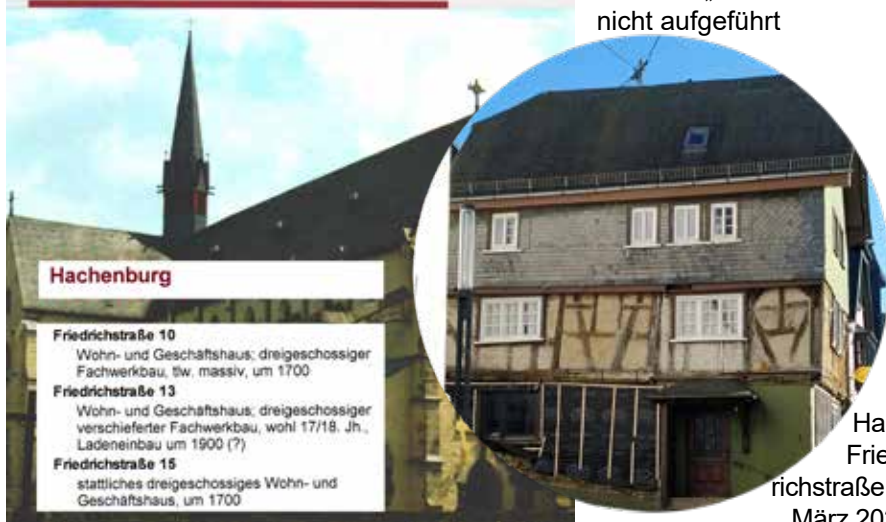 nicht aufgeführt
Hachenburg
Friedrichstraße 10
Wohn- und Geschäftshaus; dreigeschossiger
Fachwerkbau, tlw. massiv, um 1700
Friedrichstraße 13
Wohn- und Geschäftshaus; dreigeschossiger
verschieferter Fachwerkbau, wohl 17/18. Jh.,
Ladeneinbau um 1900 (?)
Friedrichstraße 15
stattliches dreigeschossiges Wohn- und
Geschäftshaus, um 1700
richstraße
März